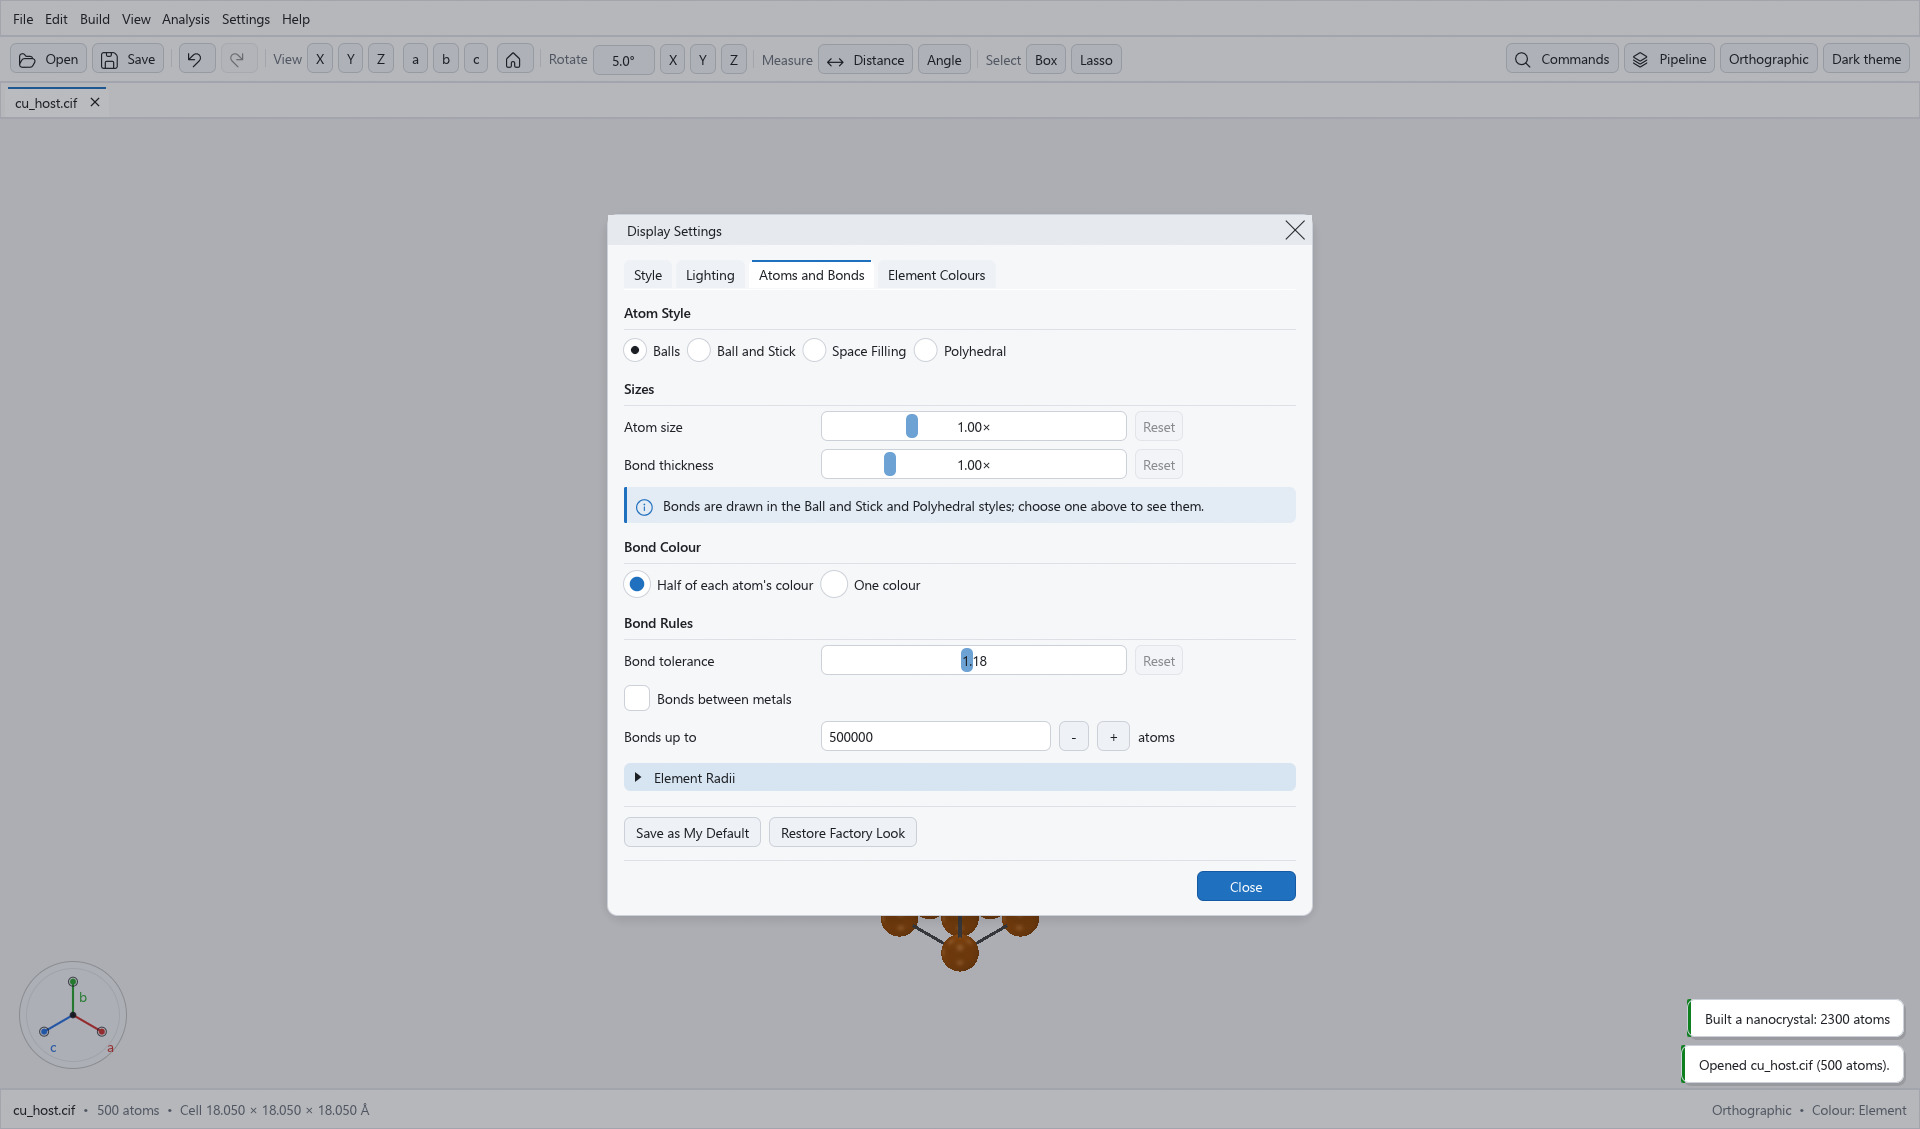 File Edit Build View Analysis Settings Help
Open Save View X Y Z a b c Rotate 5.0° X Y Z Measure Distance Angle Select Box Lasso Commands Pipeline Orthographic Dark theme
cu_host.cif
Display Settings
Style Lighting Atoms and Bonds Element Colours
Atom Style
Balls Ball and Stick Space Filling Polyhedral
Sizes
Atom size 1.00× Reset
Bond thickness 1.00× Reset
Bonds are drawn in the Ball and Stick and Polyhedral styles; choose one above to see them.
Bond Colour
Half of each atom's colour One colour
Bond Rules
Bond tolerance 1.18 Reset
Bonds between metals
Bonds up to 500000 - + atoms
Element Radii
Save as My Default Restore Factory Look
Close
b
c a
Built a nanocrystal: 2300 atoms
Opened cu_host.cif (500 atoms).
cu_host.cif • 500 atoms • Cell 18.050 × 18.050 × 18.050 Å Orthographic • Colour: Element